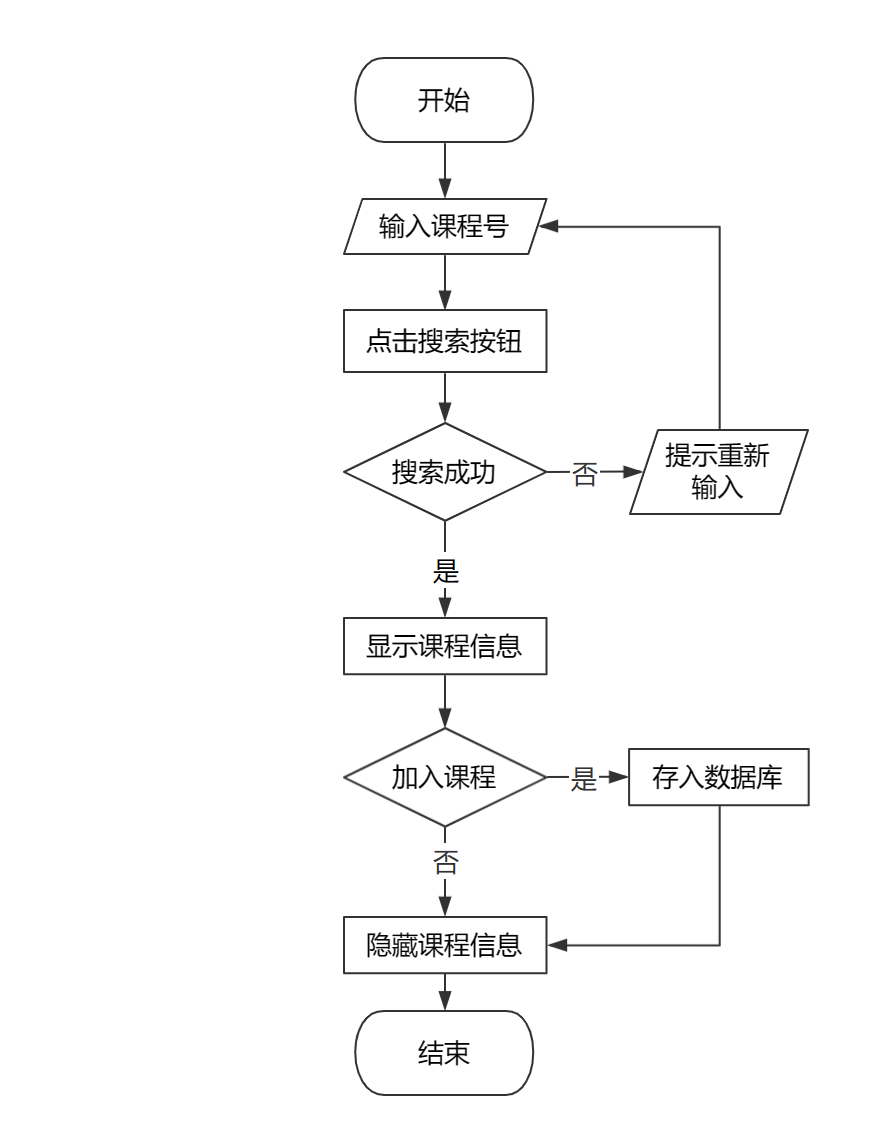 开始
输入课程号
点击搜索按钮
搜索成功
否
提示重新
输入
是
显示课程信息
加入课程
是
存入数据库
否
隐藏课程信息
结束